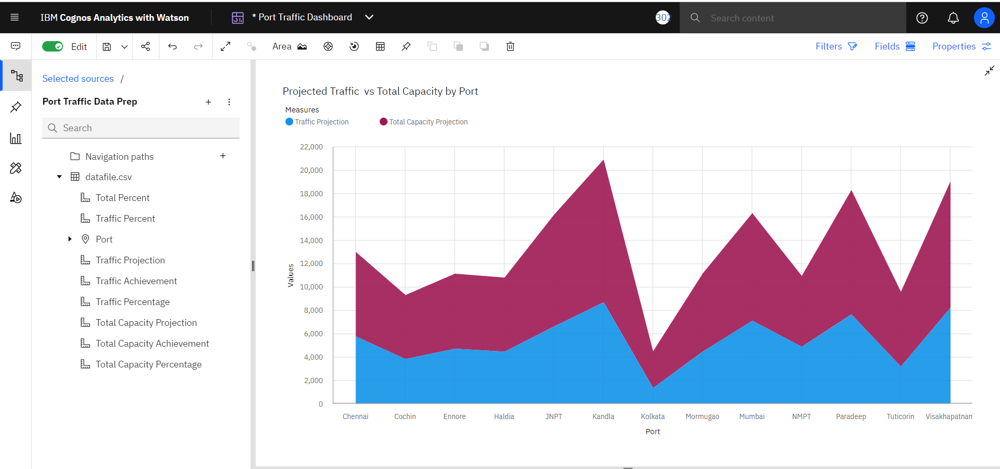 IBM Cognos Analytics with Watson
* Port Traffic Dashboard
302
Search content
Edit
Area
Filters
Fields
Properties
Selected sources /
Port Traffic Data Prep
Search
Navigation paths
datafile.csv
Total Percent
Traffic Percent
Port
Traffic Projection
Traffic Achievement
Traffic Percentage
Total Capacity Projection
Total Capacity Achievement
Total Capacity Percentage
Projected Traffic  vs Total Capacity by Port
Measures
Traffic Projection
Total Capacity Projection
22,000
20,000
18,000
16,000
14,000
12,000
10,000
8,000
6,000
4,000
2,000
0
Values
Chennai Cochin Ennore Haldia JNPT Kandla Kolkata Mormugao Mumbai NMPT Paradeep Tuticorin Visakhapatnam
Port